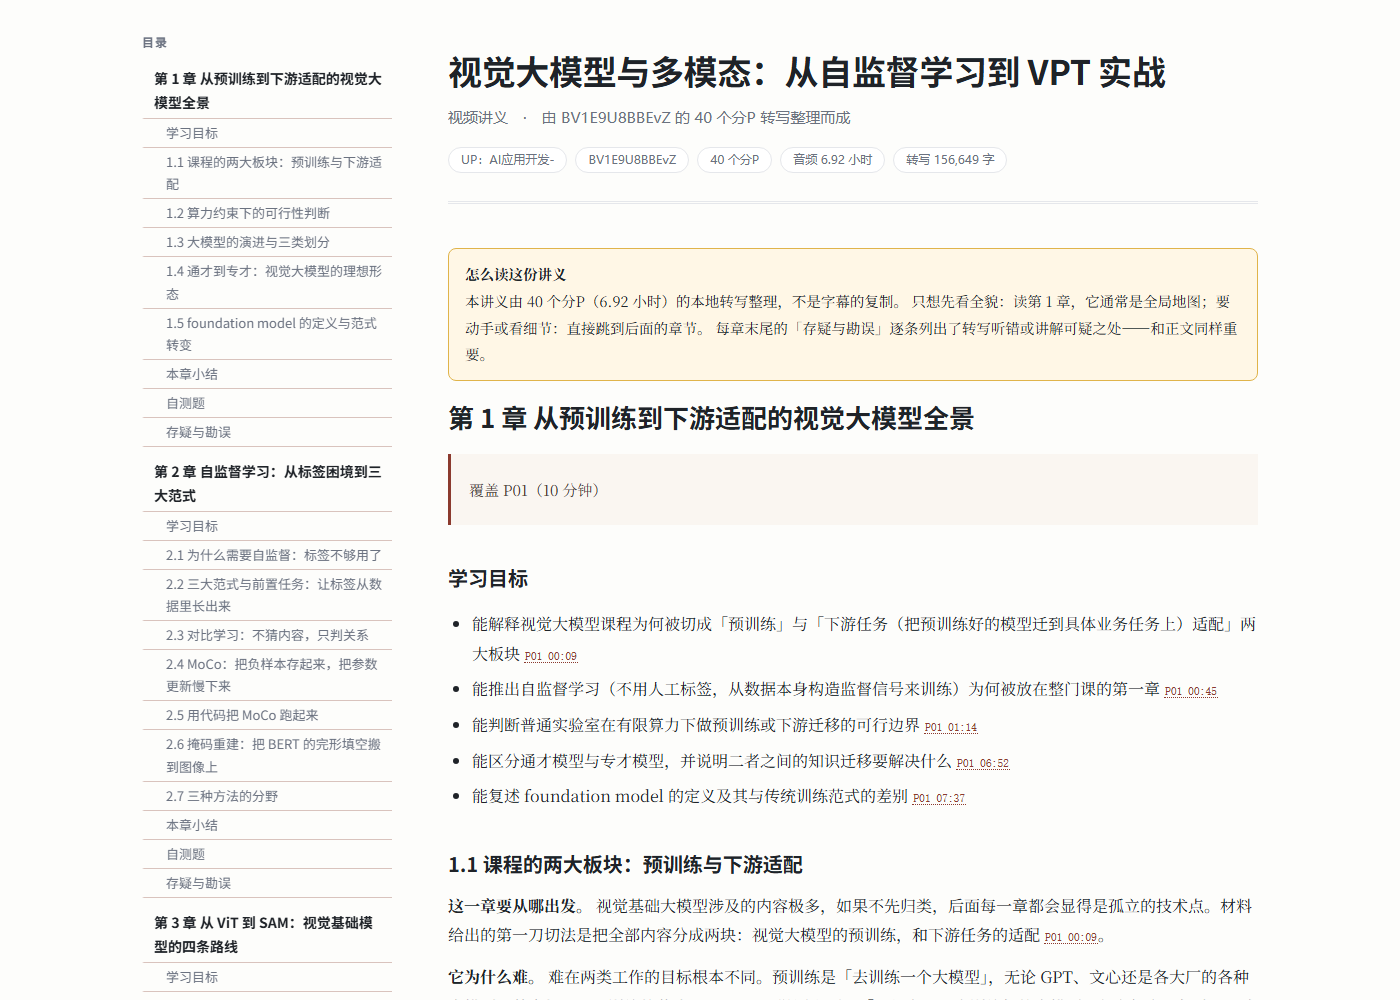 目录
第 1 章 从预训练到下游适配的视觉大
模型全景
学习目标
1.1 课程的两大板块：预训练与下游适
配
1.2 算力约束下的可行性判断
1.3 大模型的演进与三类划分
1.4 通才到专才：视觉大模型的理想形
态
1.5 foundation model 的定义与范式
转变
本章小结
自测题
存疑与勘误
第 2 章 自监督学习：从标签困境到三
大范式
学习目标
2.1 为什么需要自监督：标签不够用了
2.2 三大范式与前置任务：让标签从数
据里长出来
2.3 对比学习：不猜内容，只判关系
2.4 MoCo：把负样本存起来，把参数
更新慢下来
2.5 用代码把 MoCo 跑起来
2.6 掩码重建：把 BERT 的完形填空搬
到图像上
2.7 三种方法的分野
本章小结
自测题
存疑与勘误
第 3 章 从 ViT 到 SAM：视觉基础模
型的四条路线
学习目标
视觉大模型与多模态：从自监督学习到 VPT 实战
视频讲义 · 由 BV1E9U8BBEvZ 的 40 个分P 转写整理而成
UP：AI应用开发- BV1E9U8BBEvZ 40 个分P 音频 6.92 小时 转写 156,649 字
怎么读这份讲义
本讲义由 40 个分P（6.92 小时）的本地转写整理，不是字幕的复制。 只想先看全貌：读第 1 章，它通常是全局地图；要
动手或看细节：直接跳到后面的章节。 每章末尾的「存疑与勘误」逐条列出了转写听错或讲解可疑之处——和正文同样重
要。
第 1 章 从预训练到下游适配的视觉大模型全景
覆盖 P01（10 分钟）
学习目标
• 能解释视觉大模型课程为何被切成「预训练」与「下游任务（把预训练好的模型迁到具体业务任务上）适配」两
大板块 P01 00:09
• 能推出自监督学习（不用人工标签，从数据本身构造监督信号来训练）为何被放在整门课的第一章 P01 00:45
• 能判断普通实验室在有限算力下做预训练或下游迁移的可行边界 P01 01:14
• 能区分通才模型与专才模型，并说明二者之间的知识迁移要解决什么 P01 06:52
• 能复述 foundation model 的定义及其与传统训练范式的差别 P01 07:37
1.1 课程的两大板块：预训练与下游适配
这一章要从哪出发。 视觉基础大模型涉及的内容极多，如果不先归类，后面每一章都会显得是孤立的技术点。材料
给出的第一刀切法是把全部内容分成两块：视觉大模型的预训练，和下游任务的适配 P01 00:09。
它为什么难。 难在两类工作的目标根本不同。预训练是「去训练一个大模型」，无论 GPT、文心还是各大厂的各种